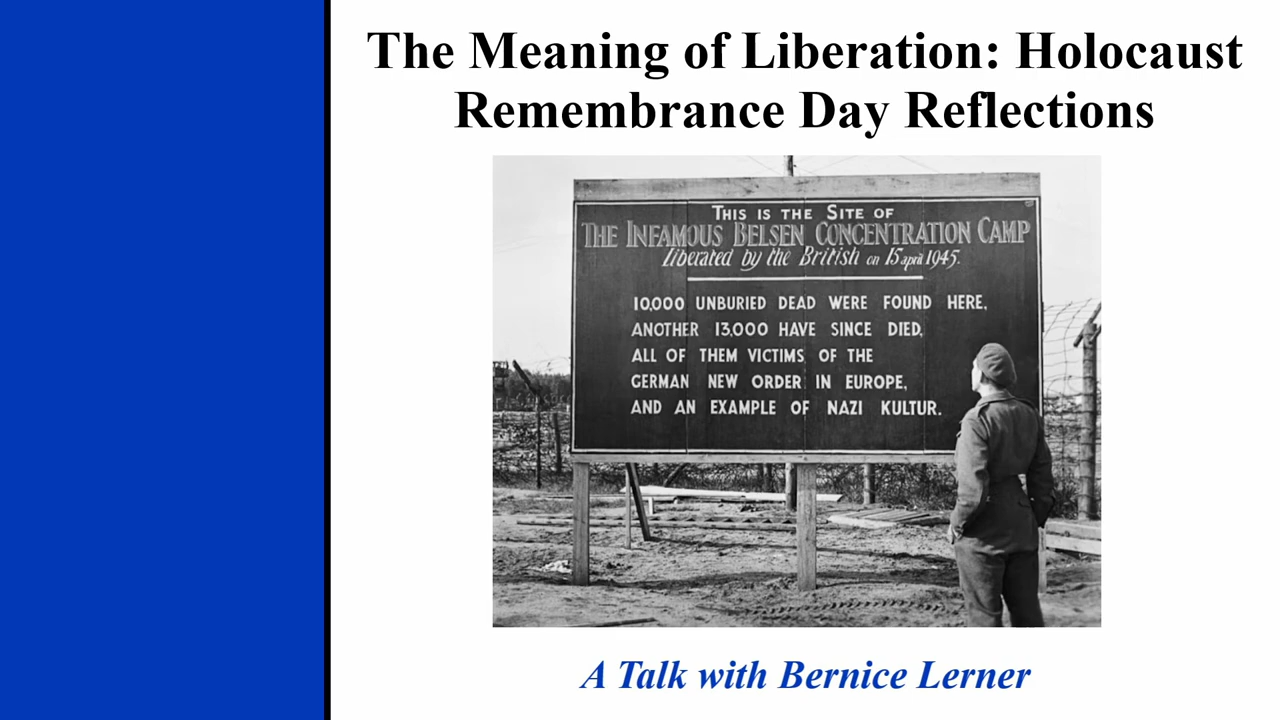 The Meaning of Liberation: Holocaust
Remembrance Day Reflections
THIS IS THE SITE OF
THE INFAMOUS BELSEN CONCENTRATION CAMP
liberated by the British on 15 april 1945.
10,000 UNBURIED DEAD WERE FOUND HERE,
ANOTHER 13,000 HAVE SINCE DIED,
ALL OF THEM VICTIMS OF THE
GERMAN NEW ORDER IN EUROPE,
AND AN EXAMPLE OF NAZI KULTUR.
A Talk with Bernice Lerner